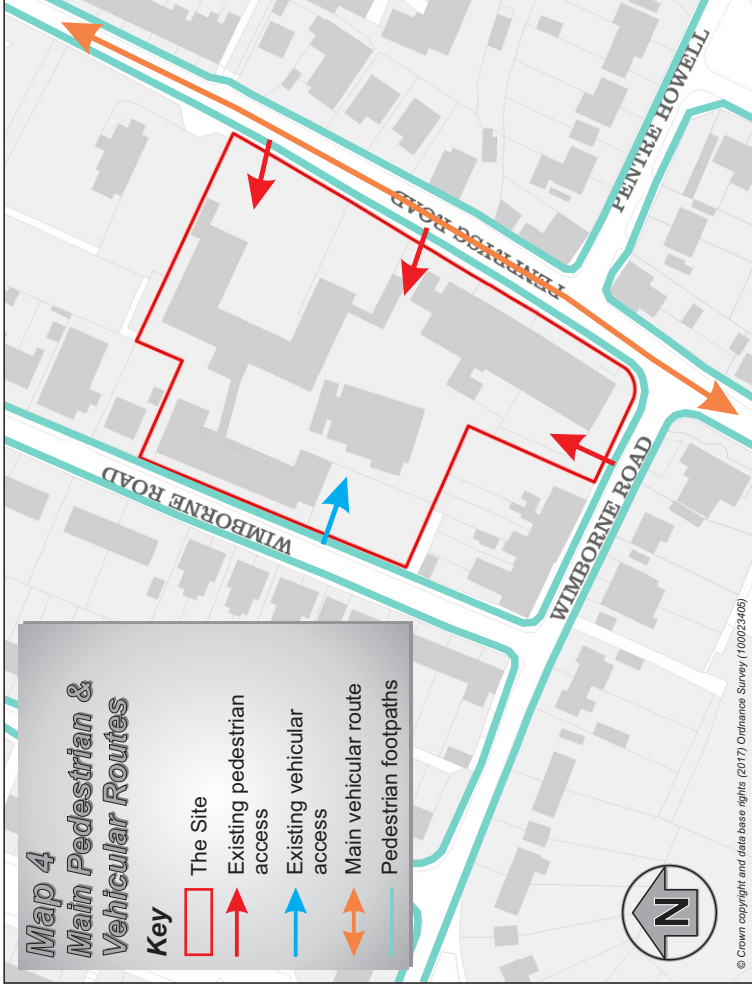 Map 4
Main Pedestrian &
Vehicular Routes
Key
The Site
Existing pedestrian
access
Existing vehicular
access
Main vehicular route
Pedestrian footpaths
WIMBORNE ROAD
PENPRYSG ROAD
PENTRE HOWELL
WIMBORNE ROAD
N
© Crown copyright and data base rights (2017) Ordnance Survey (100023405)